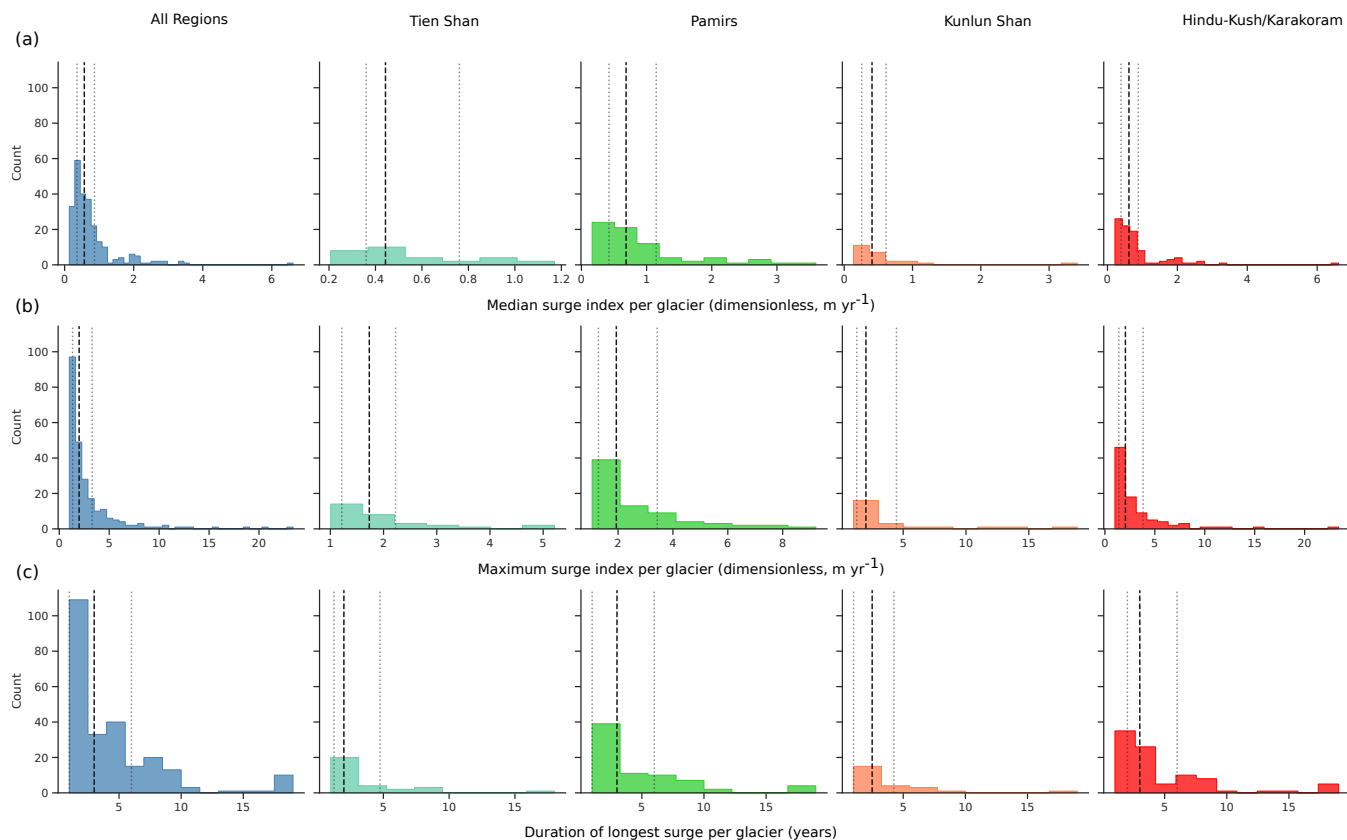 All Regions Tien Shan Pamirs Kunlun Shan Hindu-Kush/Karakoram
(a)
100
80
60
40
20
0
Count
0 2 4 6
0.2 0.4 0.6 0.8 1.0 1.2
0 1 2 3
0 1 2 3
0 2 4 6
Median surge index per glacier (dimensionless, m yr⁻¹)
(b)
100
80
60
40
20
0
Count
0 5 10 15 20
1 2 3 4 5
2 4 6 8
5 10 15
0 5 10 15 20
Maximum surge index per glacier (dimensionless, m yr⁻¹)
(c)
100
80
60
40
20
0
Count
5 10 15
5 10 15
5 10 15
5 10 15
5 10 15
Duration of longest surge per glacier (years)